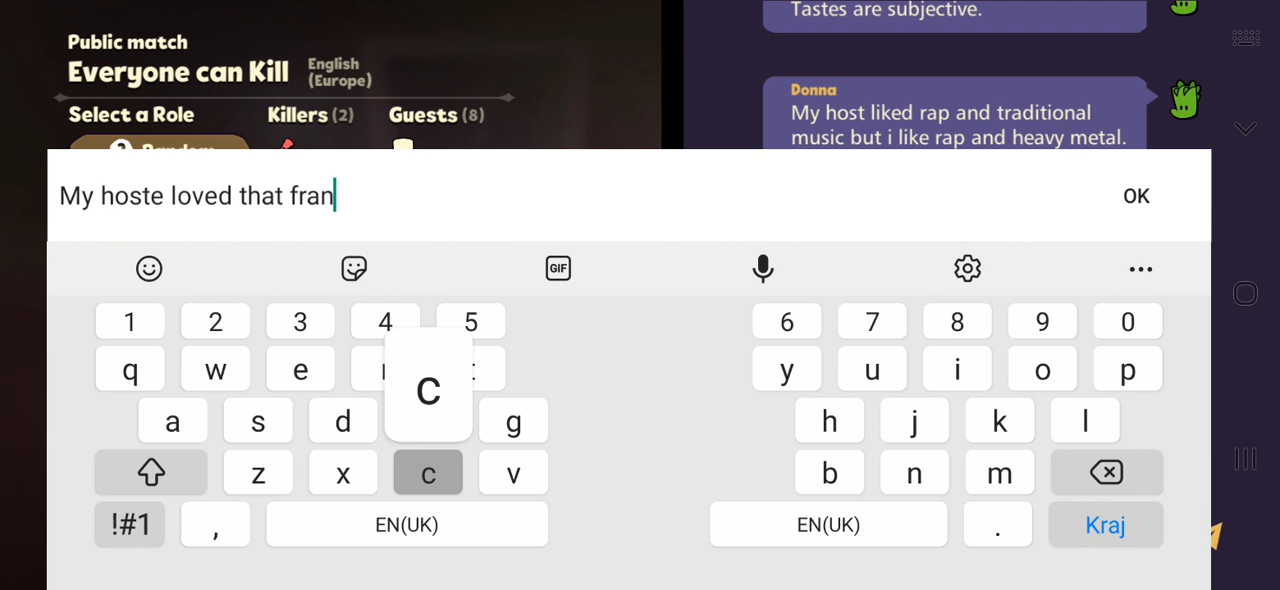 Tastes are subjective.
Public match
Everyone can Kill
English
(Europe)
Select a Role
Killers (2)
Guests (8)
Random
Donna
My host liked rap and traditional
music but i like rap and heavy metal.
My hoste loved that fran
OK
GIF
1 2 3 4 5 6 7 8 9 0
q w e y u i o p
c
a s d g h j k l
z x c v b n m
!#1 , EN(UK) EN(UK) . Kraj